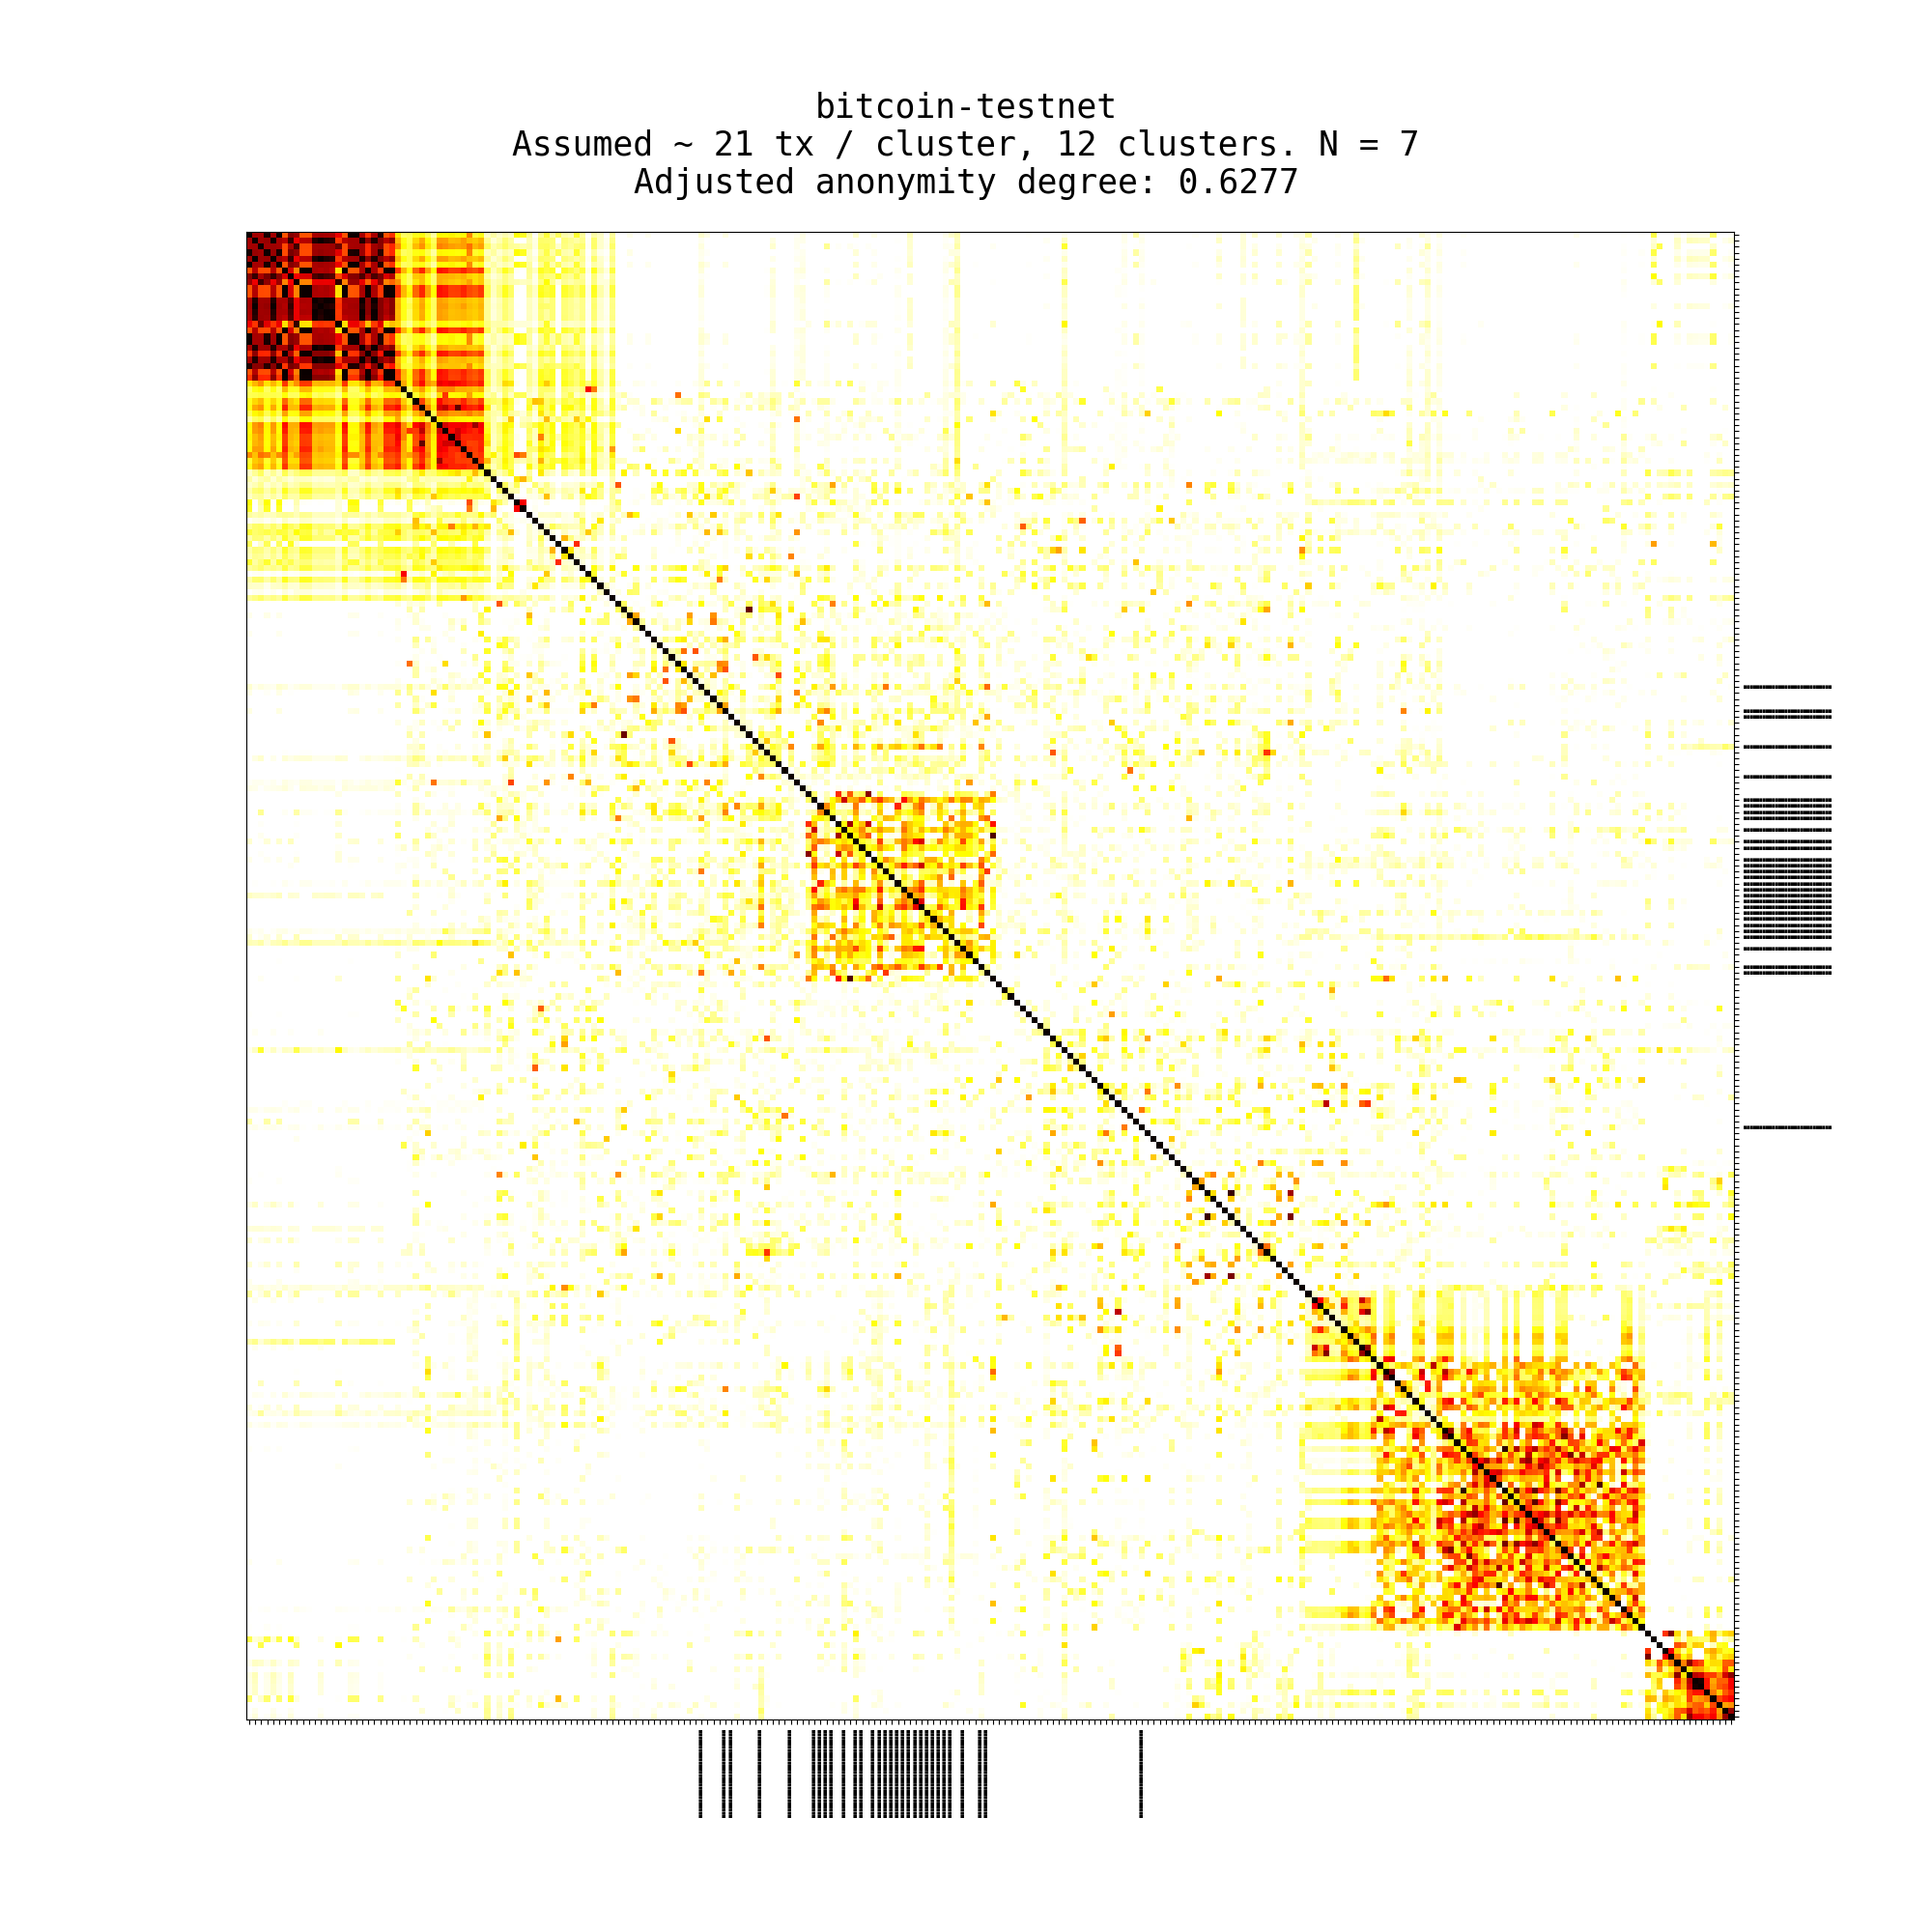 bitcoin-testnet
Assumed ~ 21 tx / cluster, 12 clusters. N = 7
Adjusted anonymity degree: 0.6277